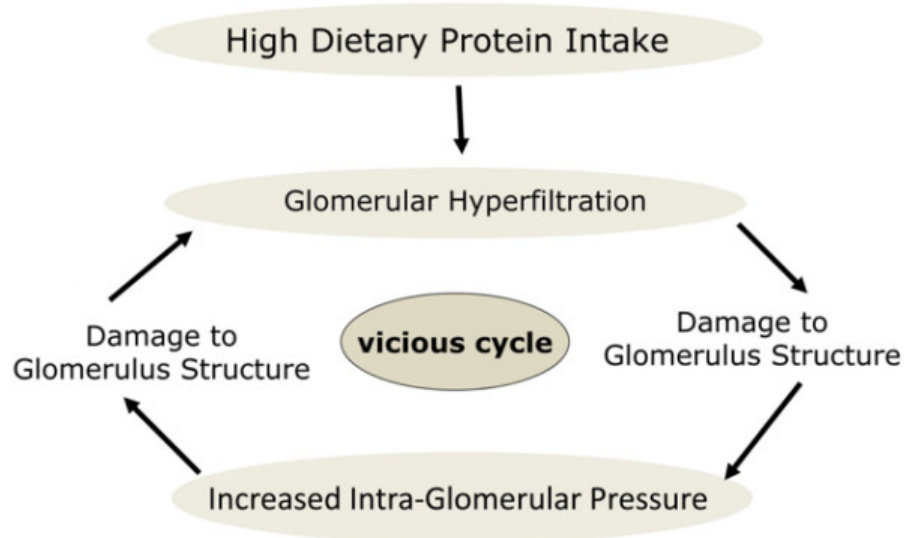 High Dietary Protein Intake
Glomerular Hyperfiltration
Damage to
Glomerulus Structure
vicious cycle
Damage to
Glomerulus Structure
Increased Intra-Glomerular Pressure